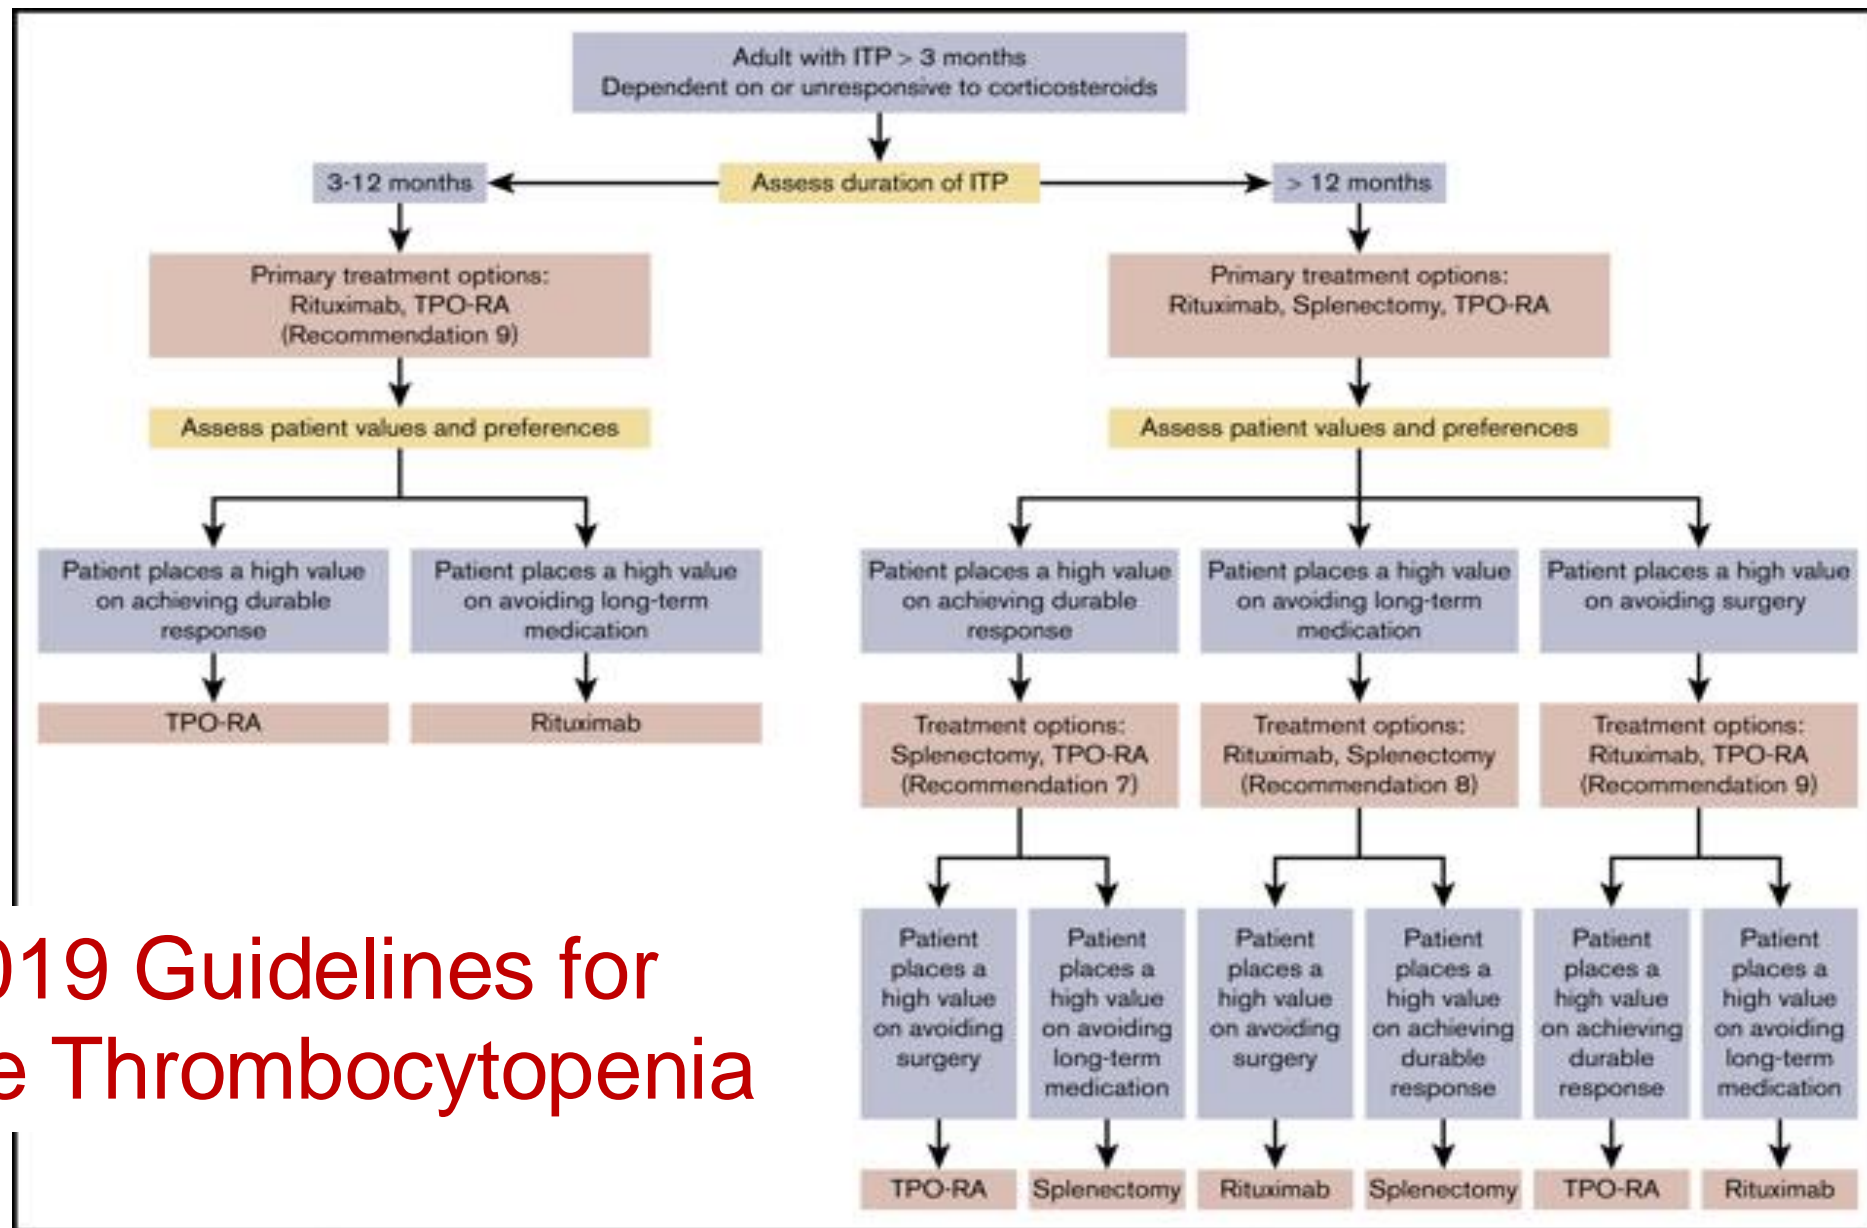 Adult with ITP > 3 months
Dependent on or unresponsive to corticosteroids
3-12 months
Assess duration of ITP
> 12 months
Primary treatment options:
Rituximab, TPO-RA
(Recommendation 9)
Primary treatment options:
Rituximab, Splenectomy, TPO-RA
Assess patient values and preferences
Assess patient values and preferences
Patient places a high value
on achieving durable
response
Patient places a high value
on avoiding long-term
medication
Patient places a high value
on achieving durable
response
Patient places a high value
on avoiding long-term
medication
Patient places a high value
on avoiding surgery
TPO-RA
Rituximab
Treatment options:
Splenectomy, TPO-RA
(Recommendation 7)
Treatment options:
Rituximab, Splenectomy
(Recommendation 8)
Treatment options:
Rituximab, TPO-RA
(Recommendation 9)
Patient
places a
high value
on avoiding
surgery
Patient
places a
high value
on avoiding
long-term
medication
Patient
places a
high value
on avoiding
surgery
Patient
places a
high value
on achieving
durable
response
Patient
places a
high value
on achieving
durable
response
Patient
places a
high value
on avoiding
long-term
medication
TPO-RA
Splenectomy
Rituximab
Splenectomy
TPO-RA
Rituximab
019 Guidelines for
e Thrombocytopenia